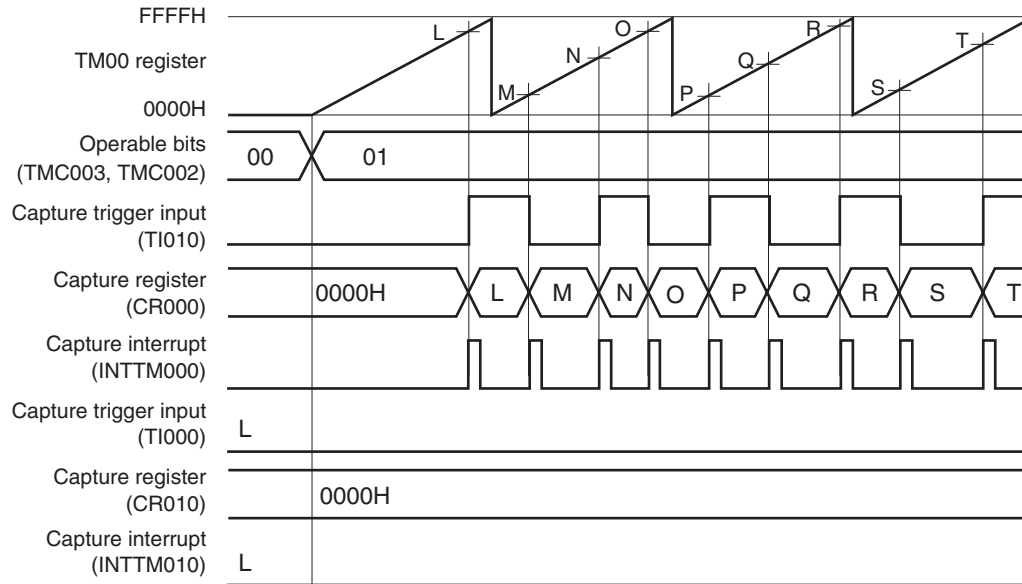 FFFFH
TM00 register
0000H
L M N O P Q R S T
Operable bits
(TMC003, TMC002)
00 01
Capture trigger input
(TI010)
Capture register
(CR000)
0000H L M N O P Q R S T
Capture interrupt
(INTTM000)
Capture trigger input
(TI000)
L
Capture register
(CR010)
0000H
Capture interrupt
(INTTM010)
L